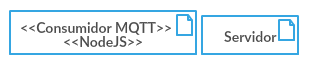 <<Consumidor MQTT>>
<<NodeJS>>
Servidor